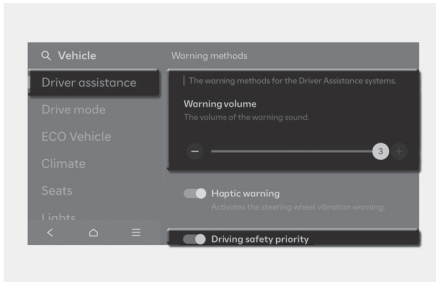 Vehicle
Warning methods
Driver assistance
The warning methods for the Driver Assistance systems.
Drive mode
Warning volume
The volume of the warning sound.
ECO Vehicle
3
Climate
Seats
Haptic warning
Activates the steering wheel vibration warning.
Lights
Driving safety priority